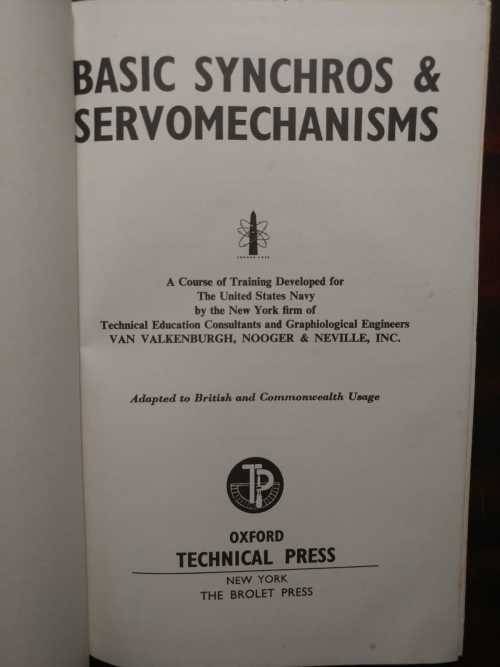 BASIC SYNCHROS &
SERVOMECHANISMS
A Course of Training Developed for
The United States Navy
by the New York firm of
Technical Education Consultants and Graphiological Engineers
VAN VALKENBURGH, NOOGER & NEVILLE, INC.
Adapted to British and Commonwealth Usage
TP
OXFORD
TECHNICAL PRESS
NEW YORK
THE BROLET PRESS